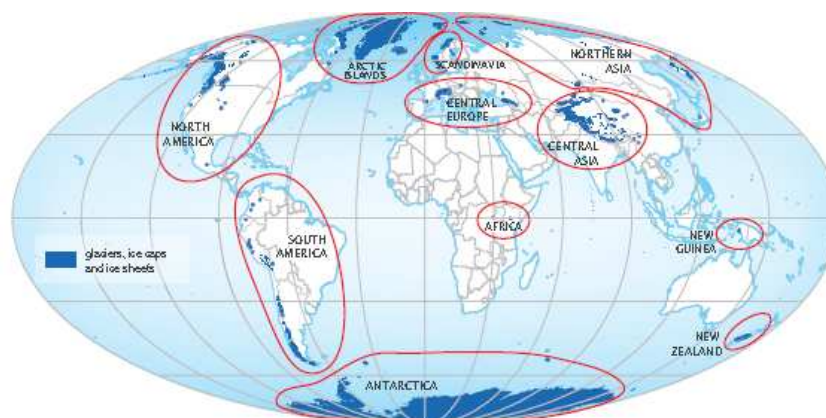 ARCTIC
ISLANDS
SCANDINAVIA
NORTHERN
ASIA
CENTRAL
EUROPE
NORTH
AMERICA
CENTRAL
ASIA
AFRICA
SOUTH
AMERICA
NEW
GUINEA
glaciers, ice caps
and ice sheets
NEW
ZEALAND
ANTARCTICA